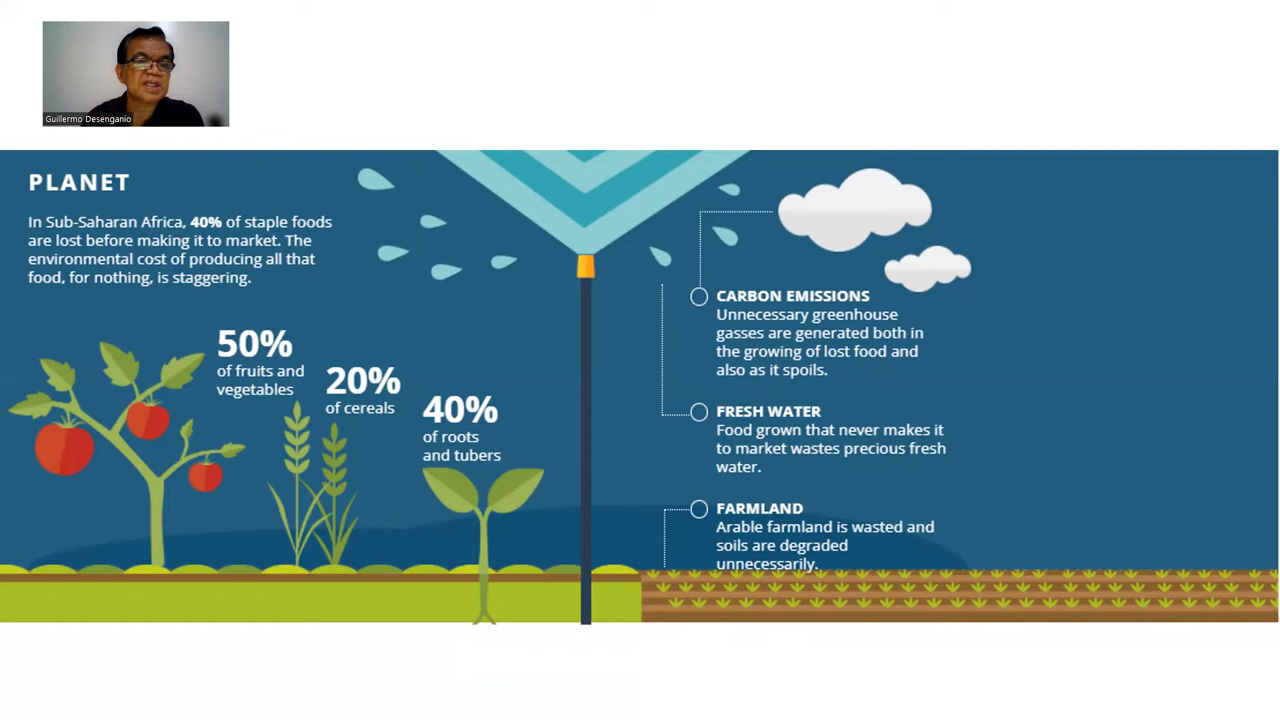 Guillermo Desenganio
PLANET
In Sub-Saharan Africa, 40% of staple foods
are lost before making it to market. The
environmental cost of producing all that
food, for nothing, is staggering.
50%
of fruits and
vegetables
20%
of cereals
40%
of roots
and tubers
CARBON EMISSIONS
Unnecessary greenhouse
gasses are generated both in
the growing of lost food and
also as it spoils.
FRESH WATER
Food grown that never makes it
to market wastes precious fresh
water.
FARMLAND
Arable farmland is wasted and
soils are degraded
unnecessarily.